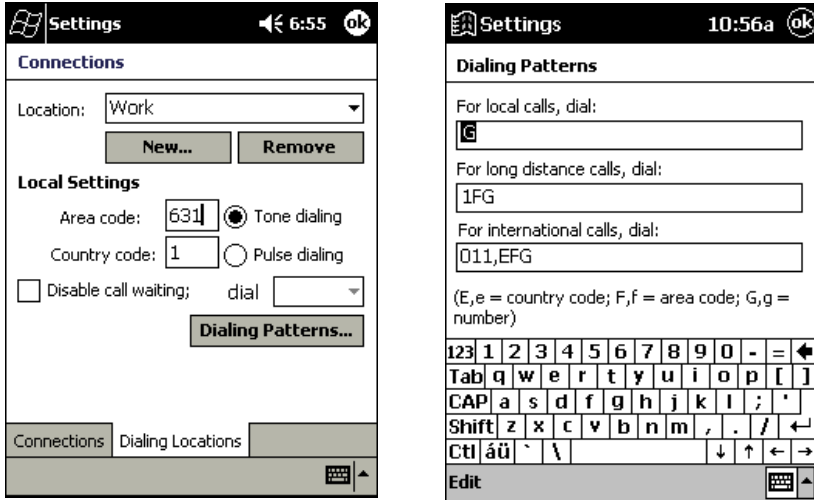 Settings 6:55 ok
Connections
Location: Work
New... Remove
Local Settings
Area code: 631 Tone dialing
Country code: 1 Pulse dialing
Disable call waiting; dial
Dialing Patterns...
Connections Dialing Locations
Settings 10:56a ok
Dialing Patterns
For local calls, dial:
G
For long distance calls, dial:
1FG
For international calls, dial:
011,EFG
(E,e = country code; F,f = area code; G,g =
number)
123 1 2 3 4 5 6 7 8 9 0 - =
Tab q w e r t y u i o p [ ]
CAP a s d f g h j k l ; '
Shift z x c v b n m , . / ↵
Ctl áü ` \ ↓ ↑ ← →
Edit